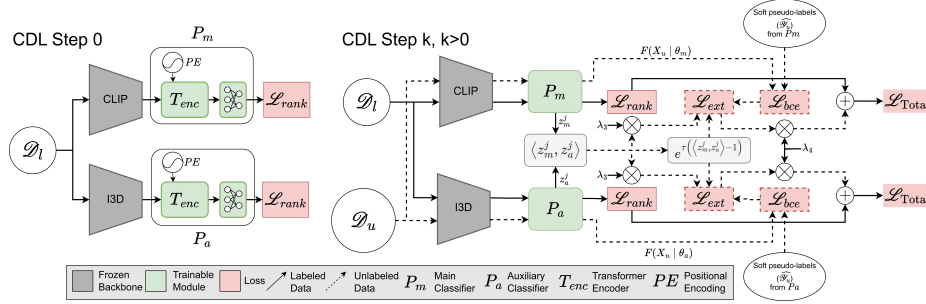 CDL Step 0
P_m
PE
CLIP
T_enc
ℒ_rank
𝒟_l
PE
I3D
T_enc
ℒ_rank
P_a
CDL Step k, k>0
Soft pseudo-labels
(𝒴̂_u)
from Pm
F(X_u | θ_m)
CLIP
P_m
𝒟_l
ℒ_rank
ℒ_ext
ℒ_bce
+
ℒ_Tota
z_m^j
λ_3
⟨z_m^j, z_a^j⟩
e^{τ(⟨z_m^j, z_a^j⟩−1)}
λ_4
z_a^j
λ_3
I3D
P_a
𝒟_u
ℒ_rank
ℒ_ext
ℒ_bce
+
ℒ_Tota
F(X_u | θ_a)
Soft pseudo-labels
(𝒴̂_u)
from Pa
Frozen Backbone
Trainable Module
Loss
Labeled Data
Unlabeled Data
P_m Main Classifier
P_a Auxiliary Classifier
T_enc Transformer Encoder
PE Positional Encoding